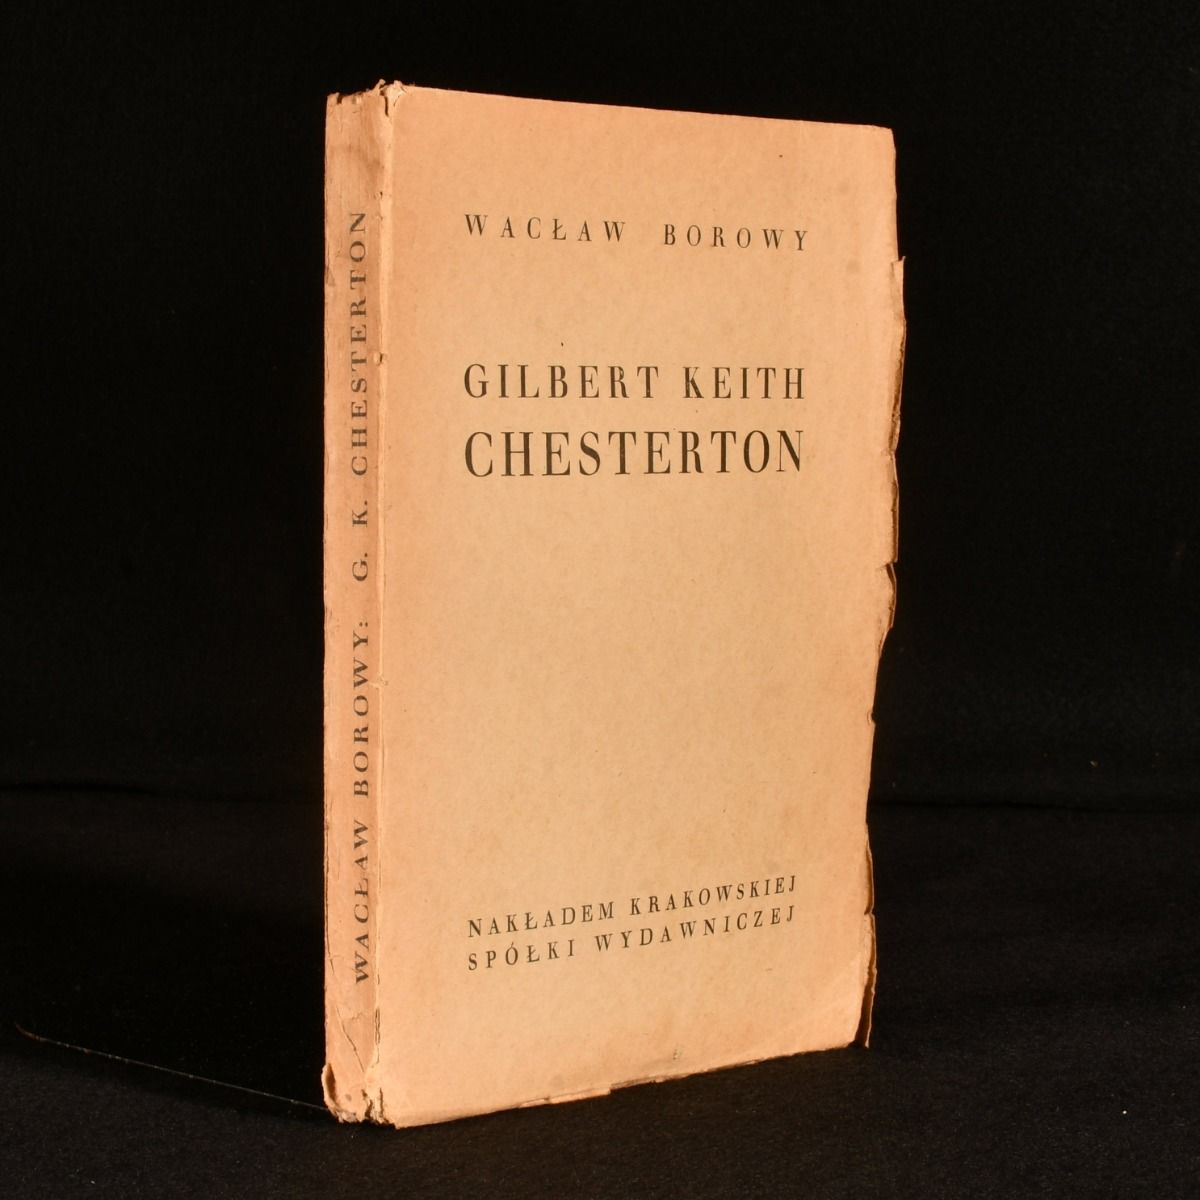 WACŁAW BOROWY: G. K. CHESTERTON
WACŁAW BOROWY
GILBERT KEITH
CHESTERTON
NAKŁADEM KRAKOWSKIEJ
SPÓŁKI WYDAWNICZEJ